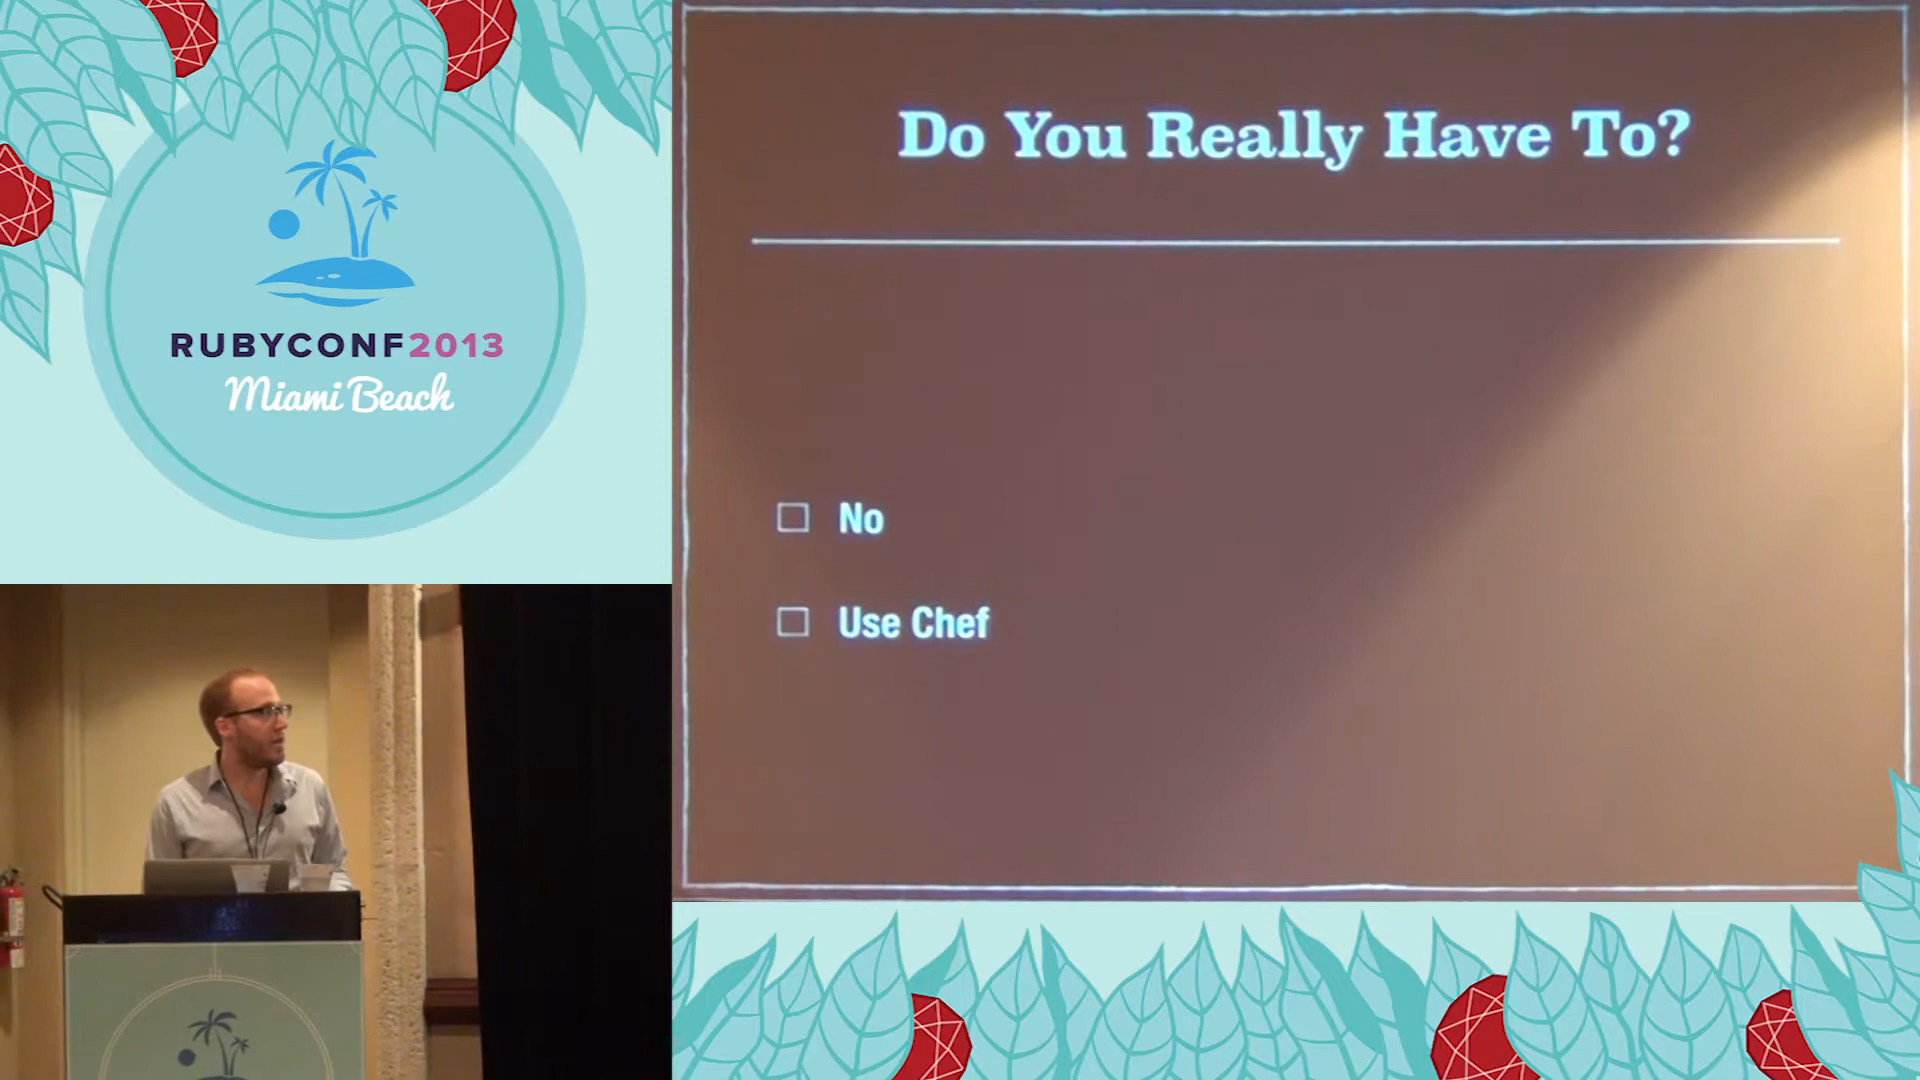 RUBYCONF2013
Miami Beach
Do You Really Have To?
No
Use Chef